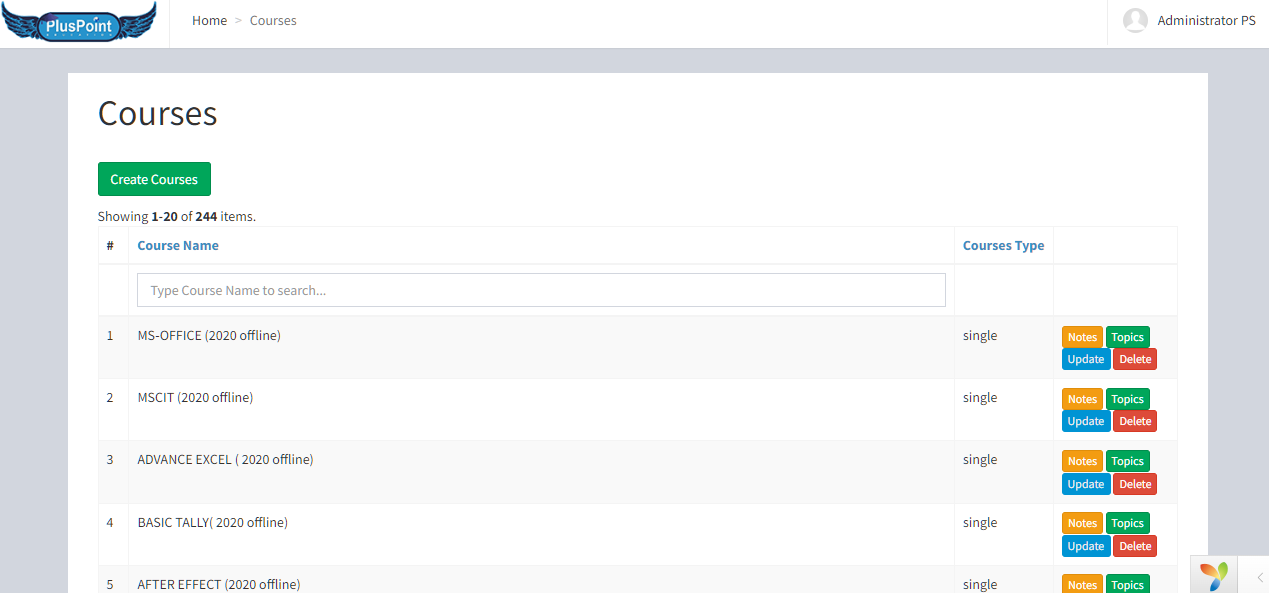 PlusPoint
Home > Courses
Administrator PS
Courses
Create Courses
Showing 1-20 of 244 items.
# Course Name Courses Type
Type Course Name to search...
1 MS-OFFICE (2020 offline) single Notes Topics
Update Delete
2 MSCIT (2020 offline) single Notes Topics
Update Delete
3 ADVANCE EXCEL ( 2020 offline) single Notes Topics
Update Delete
4 BASIC TALLY( 2020 offline) single Notes Topics
Update Delete
5 AFTER EFFECT (2020 offline) single Notes Topics